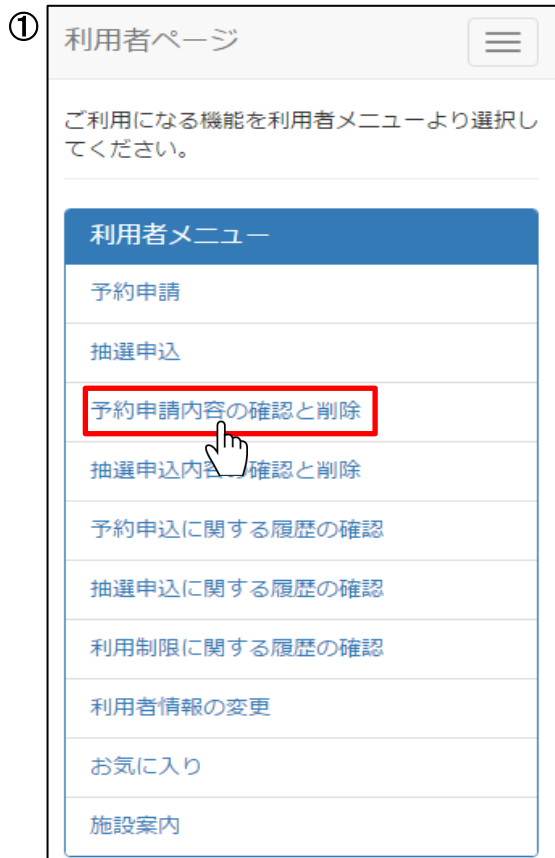 ①
利用者ページ
ご利用になる機能を利用者メニューより選択し
てください。
利用者メニュー
予約申請
抽選申込
予約申請内容の確認と削除
抽選申込内容の確認と削除
予約申込に関する履歴の確認
抽選申込に関する履歴の確認
利用制限に関する履歴の確認
利用者情報の変更
お気に入り
施設案内